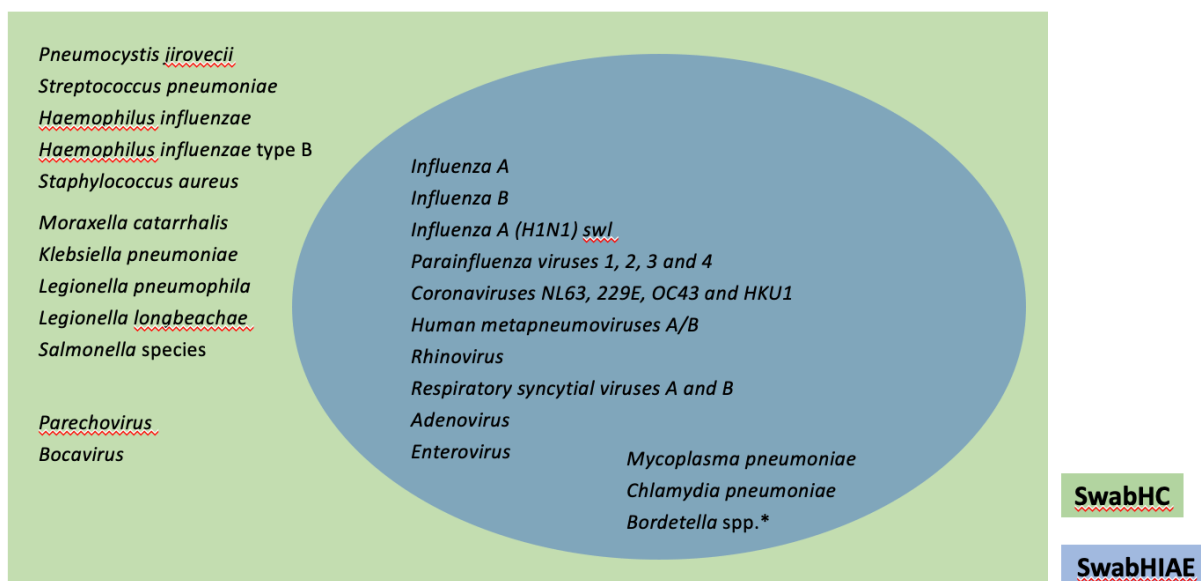 Pneumocystis jirovecii
Streptococcus pneumoniae
Haemophilus influenzae
Haemophilus influenzae type B
Staphylococcus aureus
Moraxella catarrhalis
Klebsiella pneumoniae
Legionella pneumophila
Legionella longbeachae
Salmonella species
Parechovirus
Bocavirus
Influenza A
Influenza B
Influenza A (H1N1) swl
Parainfluenza viruses 1, 2, 3 and 4
Coronaviruses NL63, 229E, OC43 and HKU1
Human metapneumoviruses A/B
Rhinovirus
Respiratory syncytial viruses A and B
Adenovirus
Enterovirus
Mycoplasma pneumoniae
Chlamydia pneumoniae
Bordetella spp.*
SwabHC
SwabHIAE